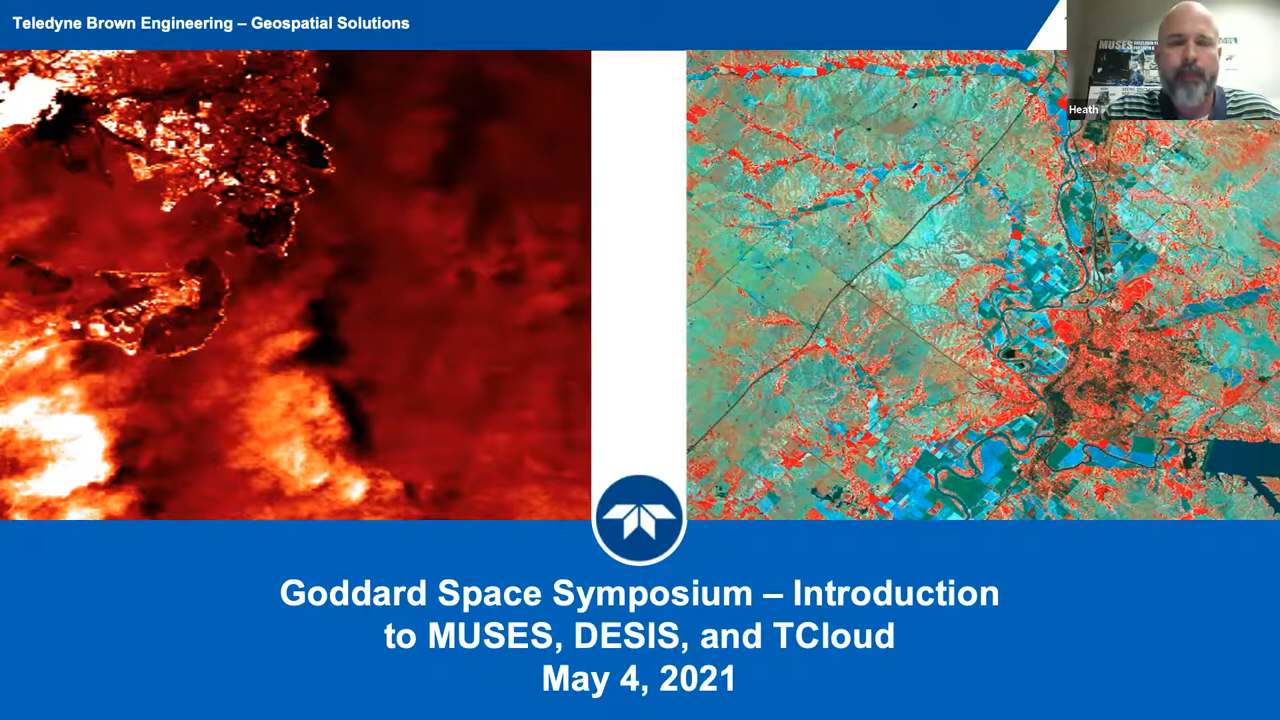 Teledyne Brown Engineering – Geospatial Solutions
MUSES
Heath
Goddard Space Symposium – Introduction
to MUSES, DESIS, and TCloud
May 4, 2021